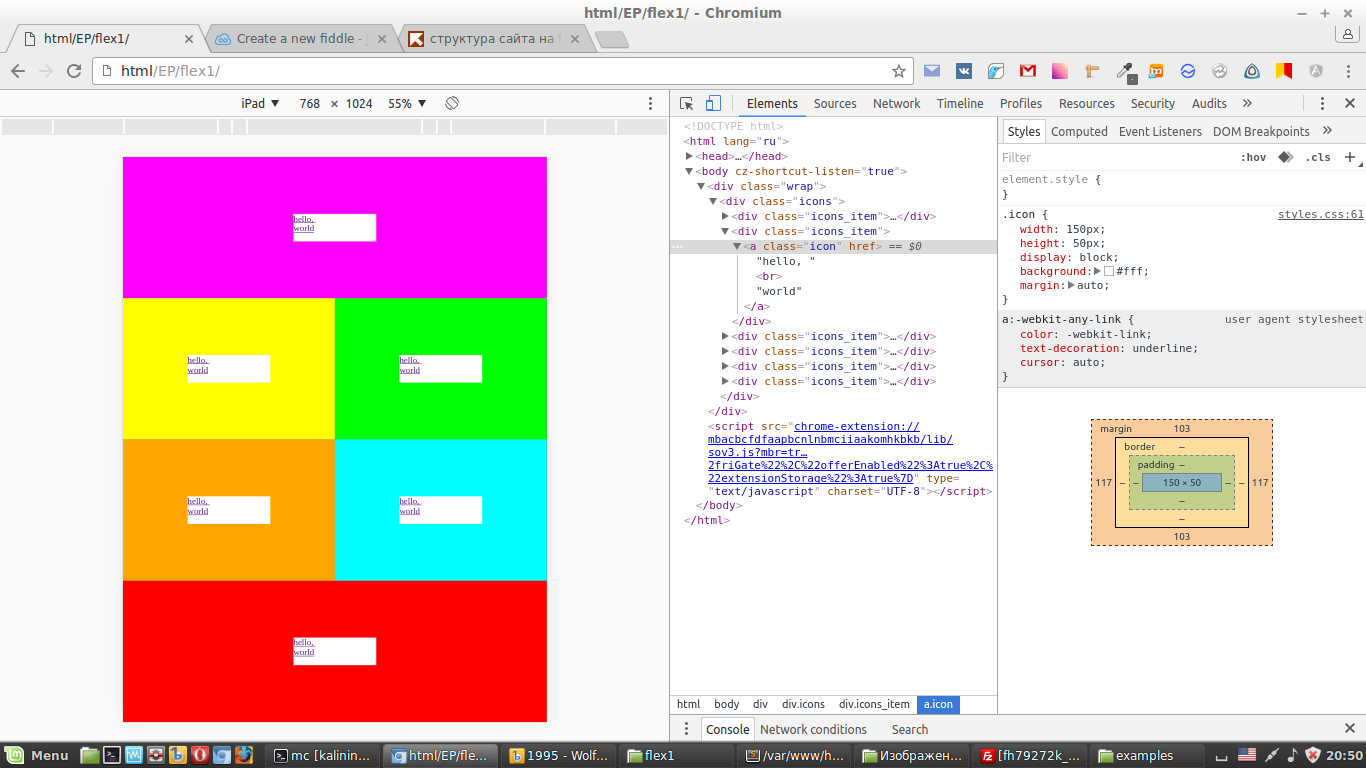 html/EP/flex1/ - Chromium
html/EP/flex1/
Create a new fiddle - J
структура сайта на f
html/EP/flex1/
iPad ▼ 768 × 1024 55% ▼
Elements Sources Network Timeline Profiles Resources Security Audits »
hello,
world
hello,
world
hello,
world
hello,
world
hello,
world
hello,
world
<!DOCTYPE html>
<html lang="ru">
▶<head>…</head>
▼<body cz-shortcut-listen="true">
▼<div class="wrap">
▼<div class="icons">
▶<div class="icons_item">…</div>
▼<div class="icons_item">
▼<a class="icon" href> == $0
"hello, "
<br>
"world"
</a>
</div>
▶<div class="icons_item">…</div>
▶<div class="icons_item">…</div>
▶<div class="icons_item">…</div>
▶<div class="icons_item">…</div>
</div>
</div>
<script src="chrome-extension://
mbacbcfdfaapbcnlnbmciiaakomhkbkb/lib/
sov3.js?mbr=tr…
2friGate%22%2C%22offerEnabled%22%3Atrue%2C%
22extensionStorage%22%3Atrue%7D" type=
"text/javascript" charset="UTF-8"></script>
</body>
</html>
html body div div.icons div.icons_item a.icon
Styles Computed Event Listeners DOM Breakpoints »
Filter :hov .cls +
element.style {
}
.icon { styles.css:61
width: 150px;
height: 50px;
display: block;
background:▶#fff;
margin:▶auto;
}
a:-webkit-any-link { user agent stylesheet
color: -webkit-link;
text-decoration: underline;
cursor: auto;
}
margin 103
border –
padding –
117 – – 150 × 50 – – 117
–
–
103
Console Network conditions Search
Menu mc [kalinin... html/EP/fle... 1995 - Wolf... flex1 /var/www/h... Изображен... [fh79272k_... examples 20:50